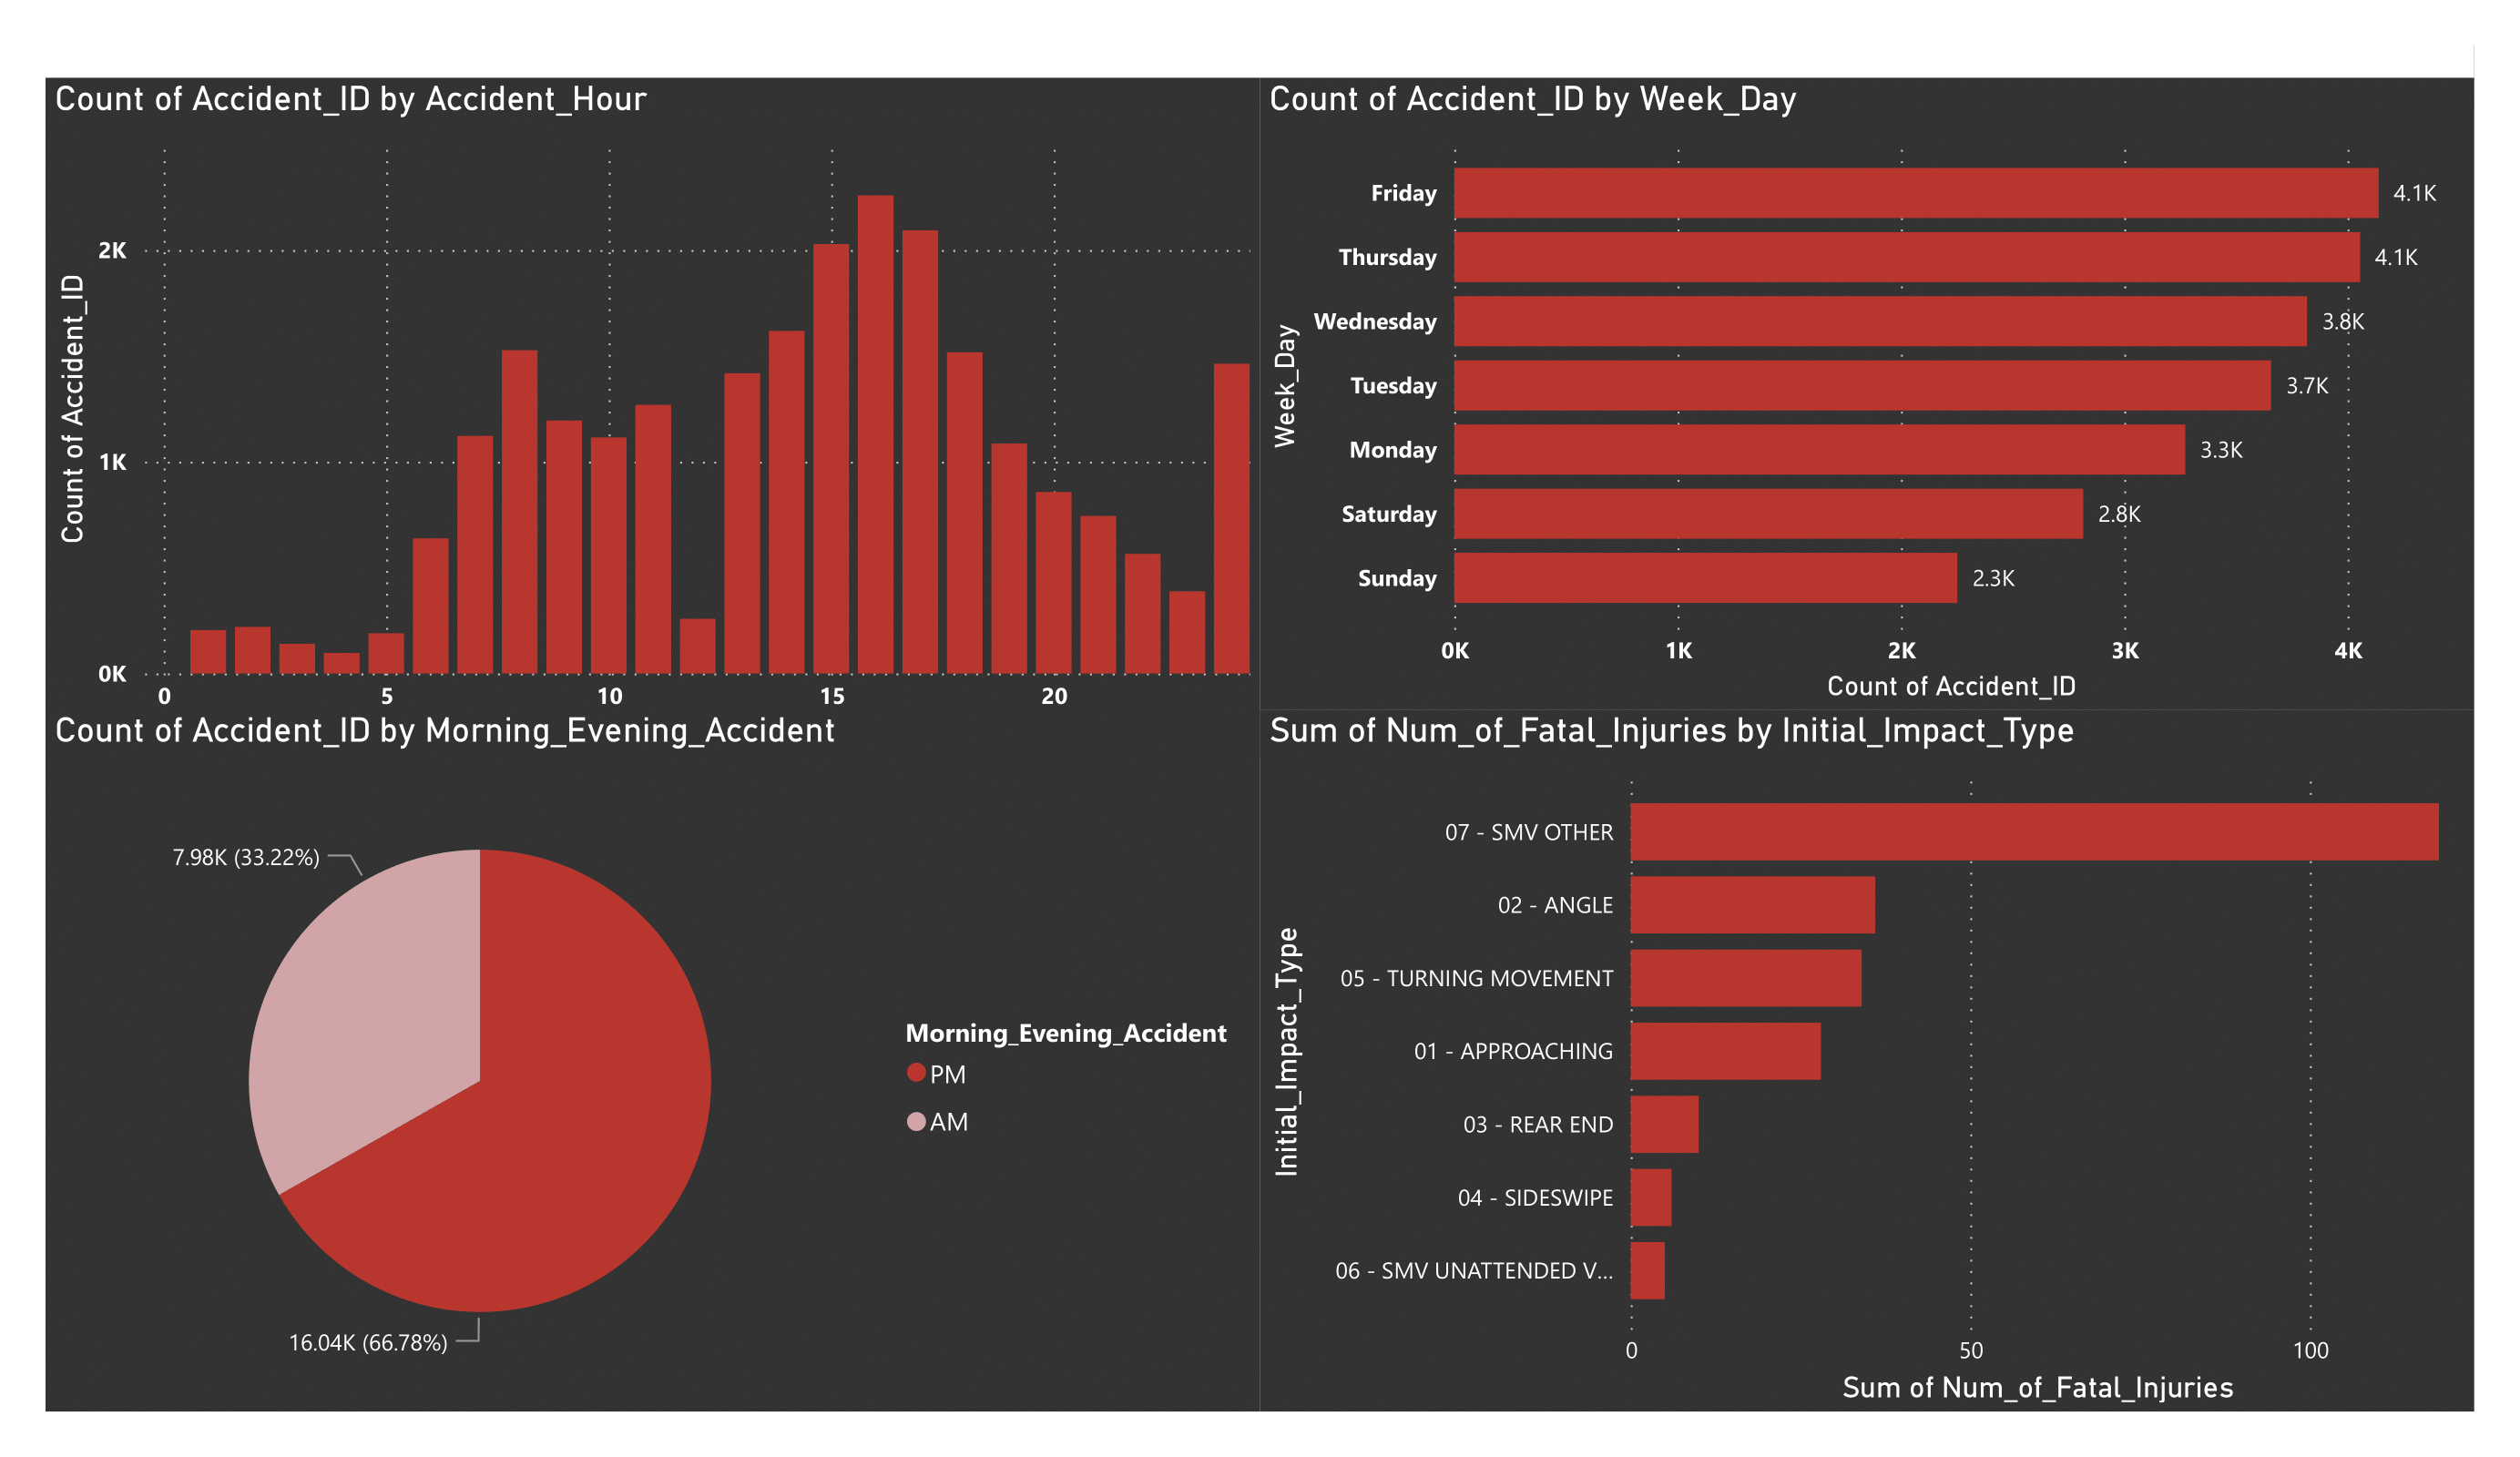 Count of Accident_ID by Accident_Hour
Count of Accident_ID
2K
1K
0K
0 5 10 15 20
Count of Accident_ID by Week_Day
Week_Day
Friday 4.1K
Thursday 4.1K
Wednesday 3.8K
Tuesday 3.7K
Monday 3.3K
Saturday 2.8K
Sunday 2.3K
0K 1K 2K 3K 4K
Count of Accident_ID
Count of Accident_ID by Morning_Evening_Accident
7.98K (33.22%)
16.04K (66.78%)
Morning_Evening_Accident
PM
AM
Sum of Num_of_Fatal_Injuries by Initial_Impact_Type
Initial_Impact_Type
07 - SMV OTHER
02 - ANGLE
05 - TURNING MOVEMENT
01 - APPROACHING
03 - REAR END
04 - SIDESWIPE
06 - SMV UNATTENDED V...
0 50 100
Sum of Num_of_Fatal_Injuries